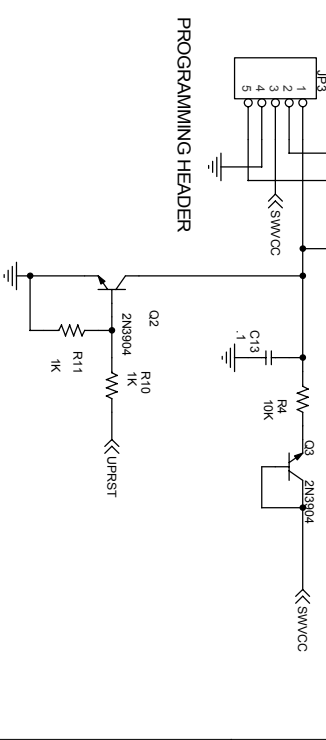 PROGRAMMING HEADER
JP3
1
2
3
4
5
SWVCC
Q2
2N3904
R11
1K
R10
1K
UPRST
C13
.1
R4
10K
Q3
2N3904
SWVCC